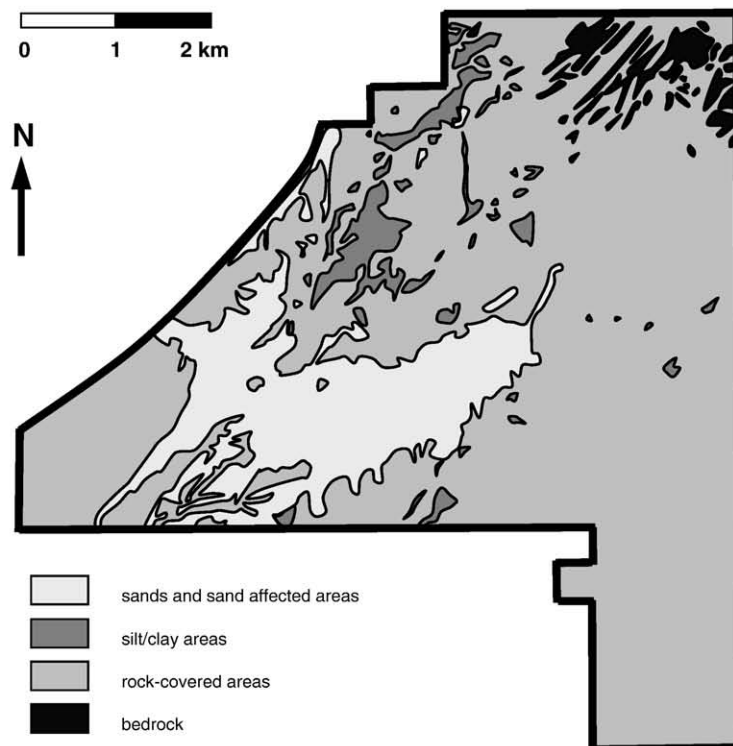 0 1 2 km
N
sands and sand affected areas
silt/clay areas
rock-covered areas
bedrock